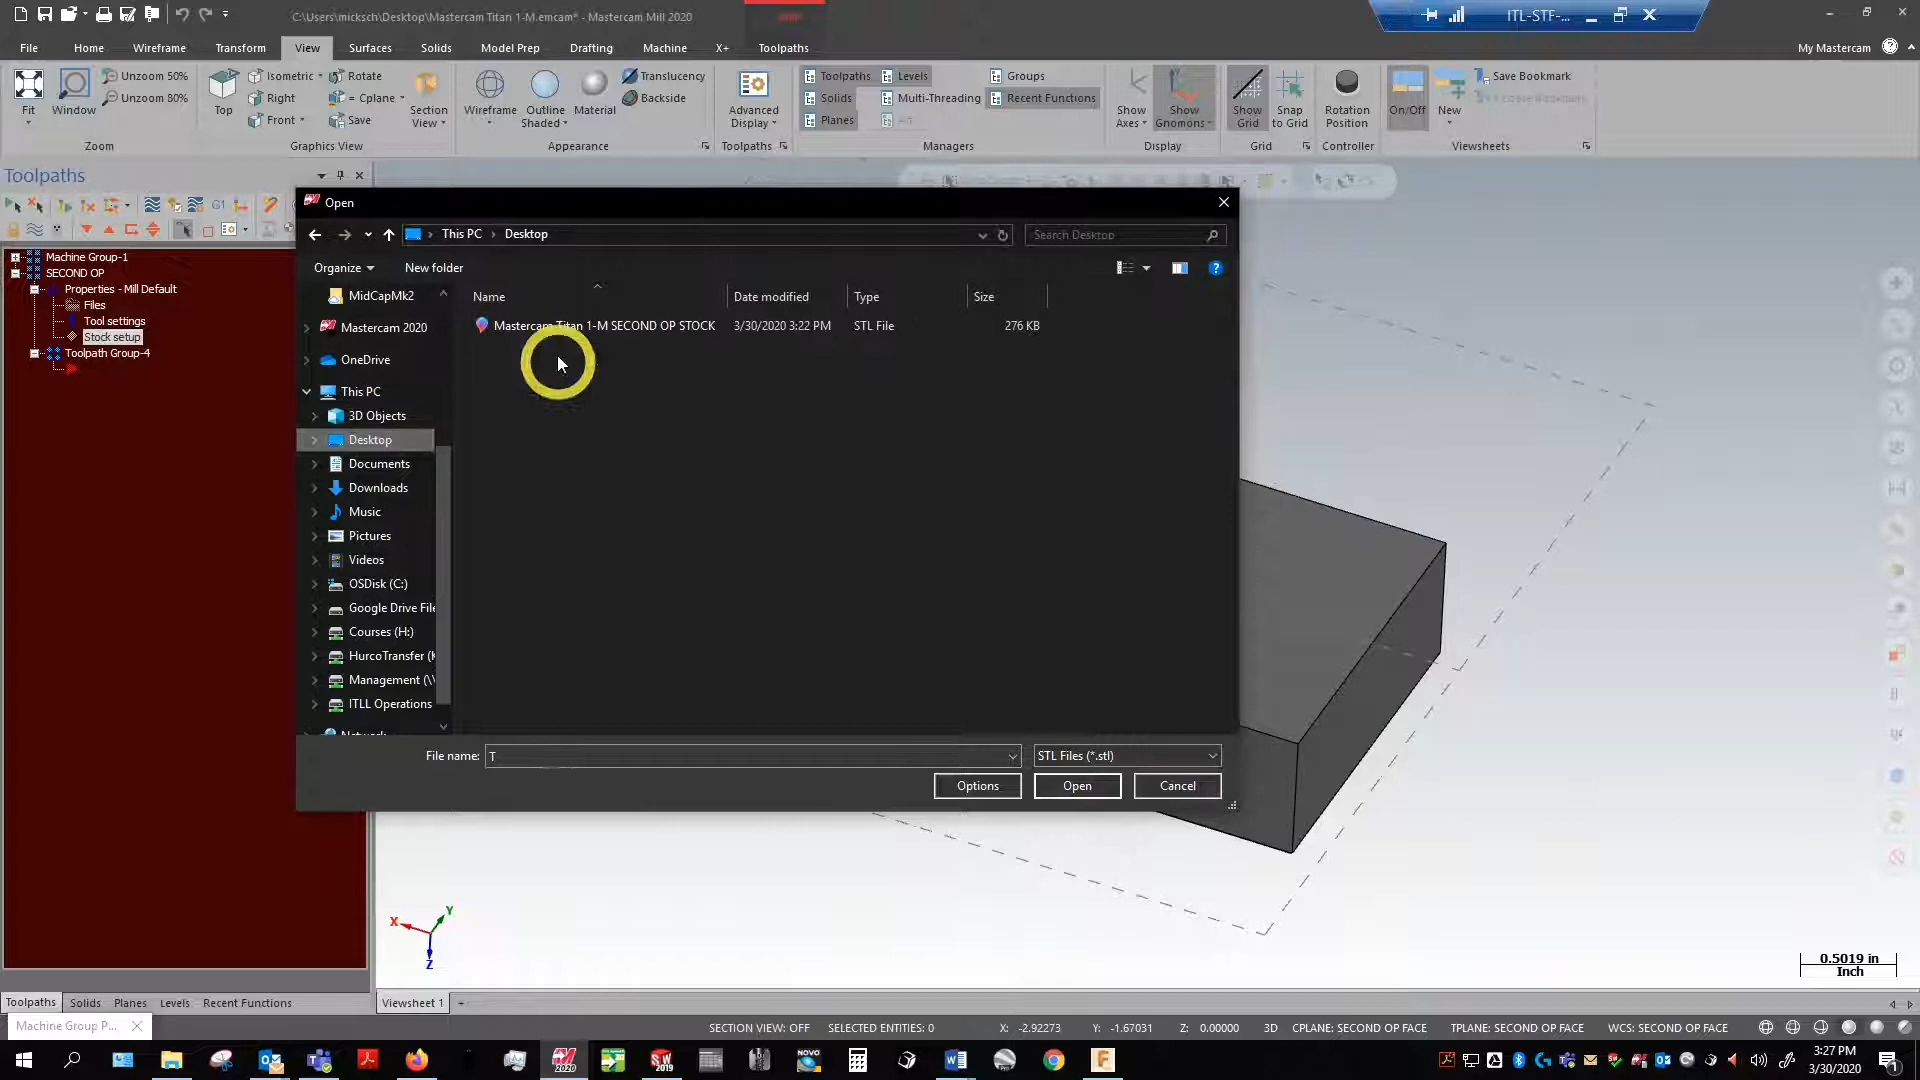 C:\Users\micksch\Desktop\Mastercam Titan 1-M.emcam* - Mastercam Mill 2020
ITL-STF-...
File Home Wireframe Transform View Surfaces Solids Model Prep Drafting Machine X+ Toolpaths My Mastercam
Fit Window Unzoom 50% Unzoom 80% Zoom
Top Isometric Right Front Rotate = Cplane Save Section View Graphics View
Wireframe Outline Shaded Material Translucency Backside Appearance
Advanced Display Toolpaths
Toolpaths Solids Planes Levels Multi-Threading Art Groups Recent Functions Managers
Show Axes Show Gnomons Display
Show Grid Snap to Grid Grid
Rotation Position Controller
On/Off New Save Bookmark Restore Bookmark Viewsheets
Toolpaths
G1
Machine Group-1
SECOND OP
Properties - Mill Default
Files
Tool settings
Stock setup
Toolpath Group-4
Open
This PC > Desktop
Search Desktop
Organize New folder
Name Date modified Type Size
Mastercam Titan 1-M SECOND OP STOCK 3/30/2020 3:22 PM STL File 276 KB
MidCapMk2
Mastercam 2020
OneDrive
This PC
3D Objects
Desktop
Documents
Downloads
Music
Pictures
Videos
OSDisk (C:)
Google Drive File
Courses (H:)
HurcoTransfer (K
Management (\\
ITLL Operations
Network
File name: T STL Files (*.stl)
Options Open Cancel
X Y Z
0.5019 in
Inch
Toolpaths Solids Planes Levels Recent Functions
Viewsheet 1 +
Machine Group P...
SECTION VIEW: OFF SELECTED ENTITIES: 0 X: -2.92273 Y: -1.67031 Z: 0.00000 3D CPLANE: SECOND OP FACE TPLANE: SECOND OP FACE WCS: SECOND OP FACE
2020
SW 2019
NOVO
3:27 PM
3/30/2020
1